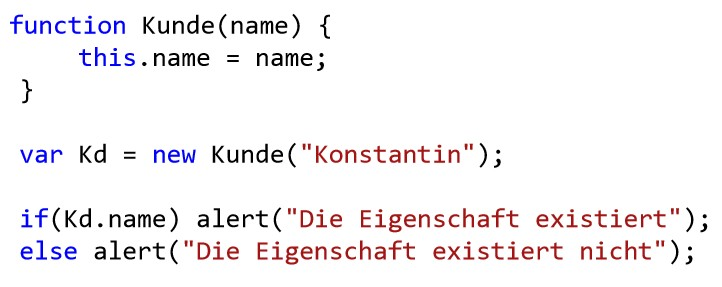 function Kunde(name) {
this.name = name;
}
var Kd = new Kunde("Konstantin");
if(Kd.name) alert("Die Eigenschaft existiert");
else alert("Die Eigenschaft existiert nicht");